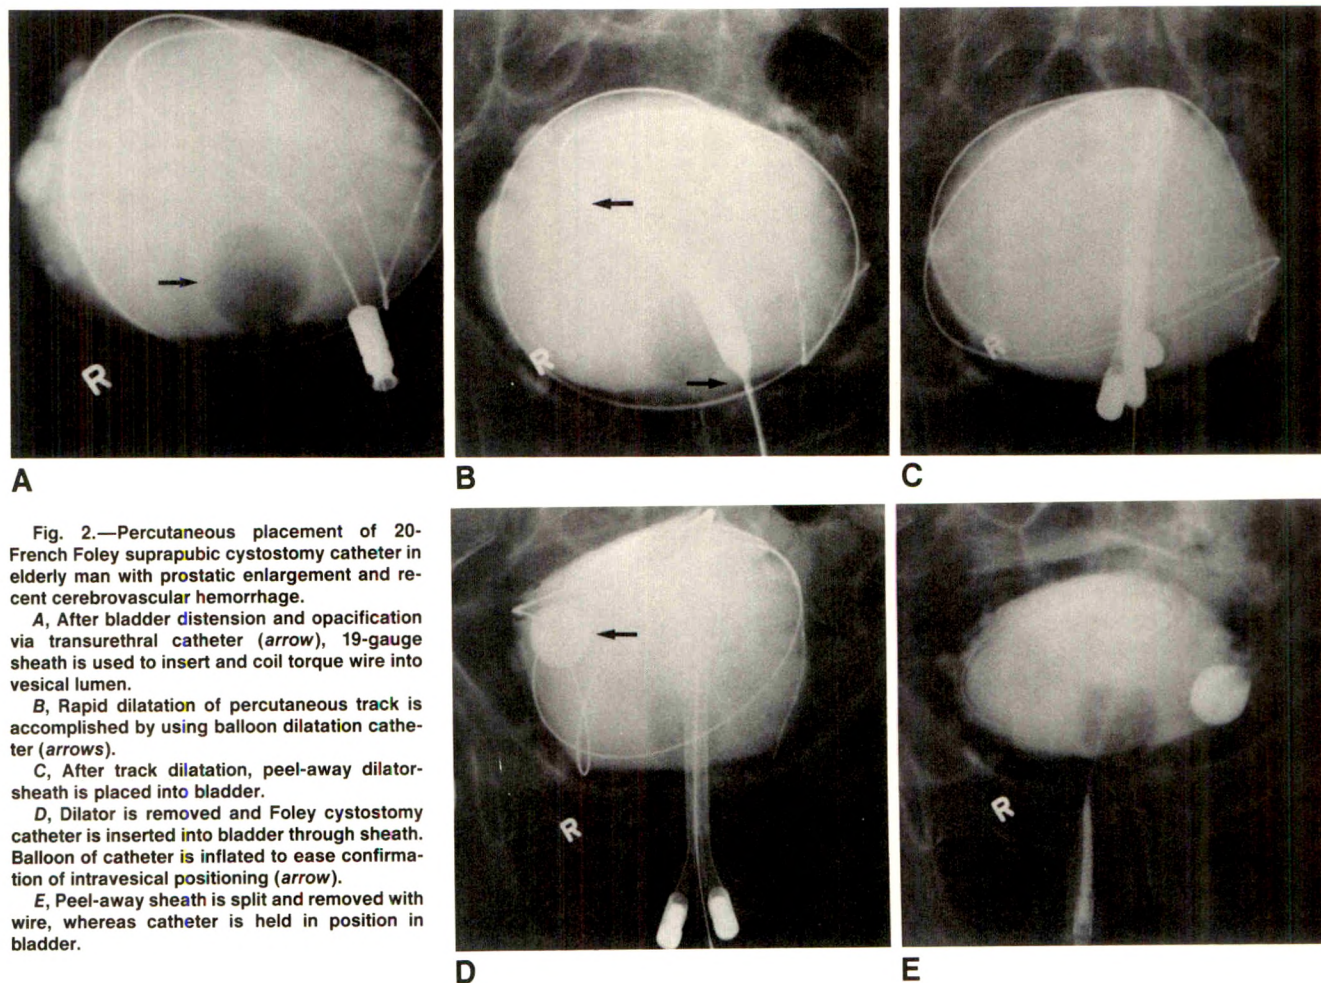 R
A
R
B
R
C
Fig. 2.—Percutaneous placement of 20-
French Foley suprapubic cystostomy catheter in
elderly man with prostatic enlargement and re-
cent cerebrovascular hemorrhage.
A, After bladder distension and opacification
via transurethral catheter (arrow), 19-gauge
sheath is used to insert and coil torque wire into
vesical lumen.
B, Rapid dilatation of percutaneous track is
accomplished by using balloon dilatation cathe-
ter (arrows).
C, After track dilatation, peel-away dilator-
sheath is placed into bladder.
D, Dilator is removed and Foley cystostomy
catheter is inserted into bladder through sheath.
Balloon of catheter is inflated to ease confirma-
tion of intravesical positioning (arrow).
E, Peel-away sheath is split and removed with
wire, whereas catheter is held in position in
bladder.
R
D
R
E